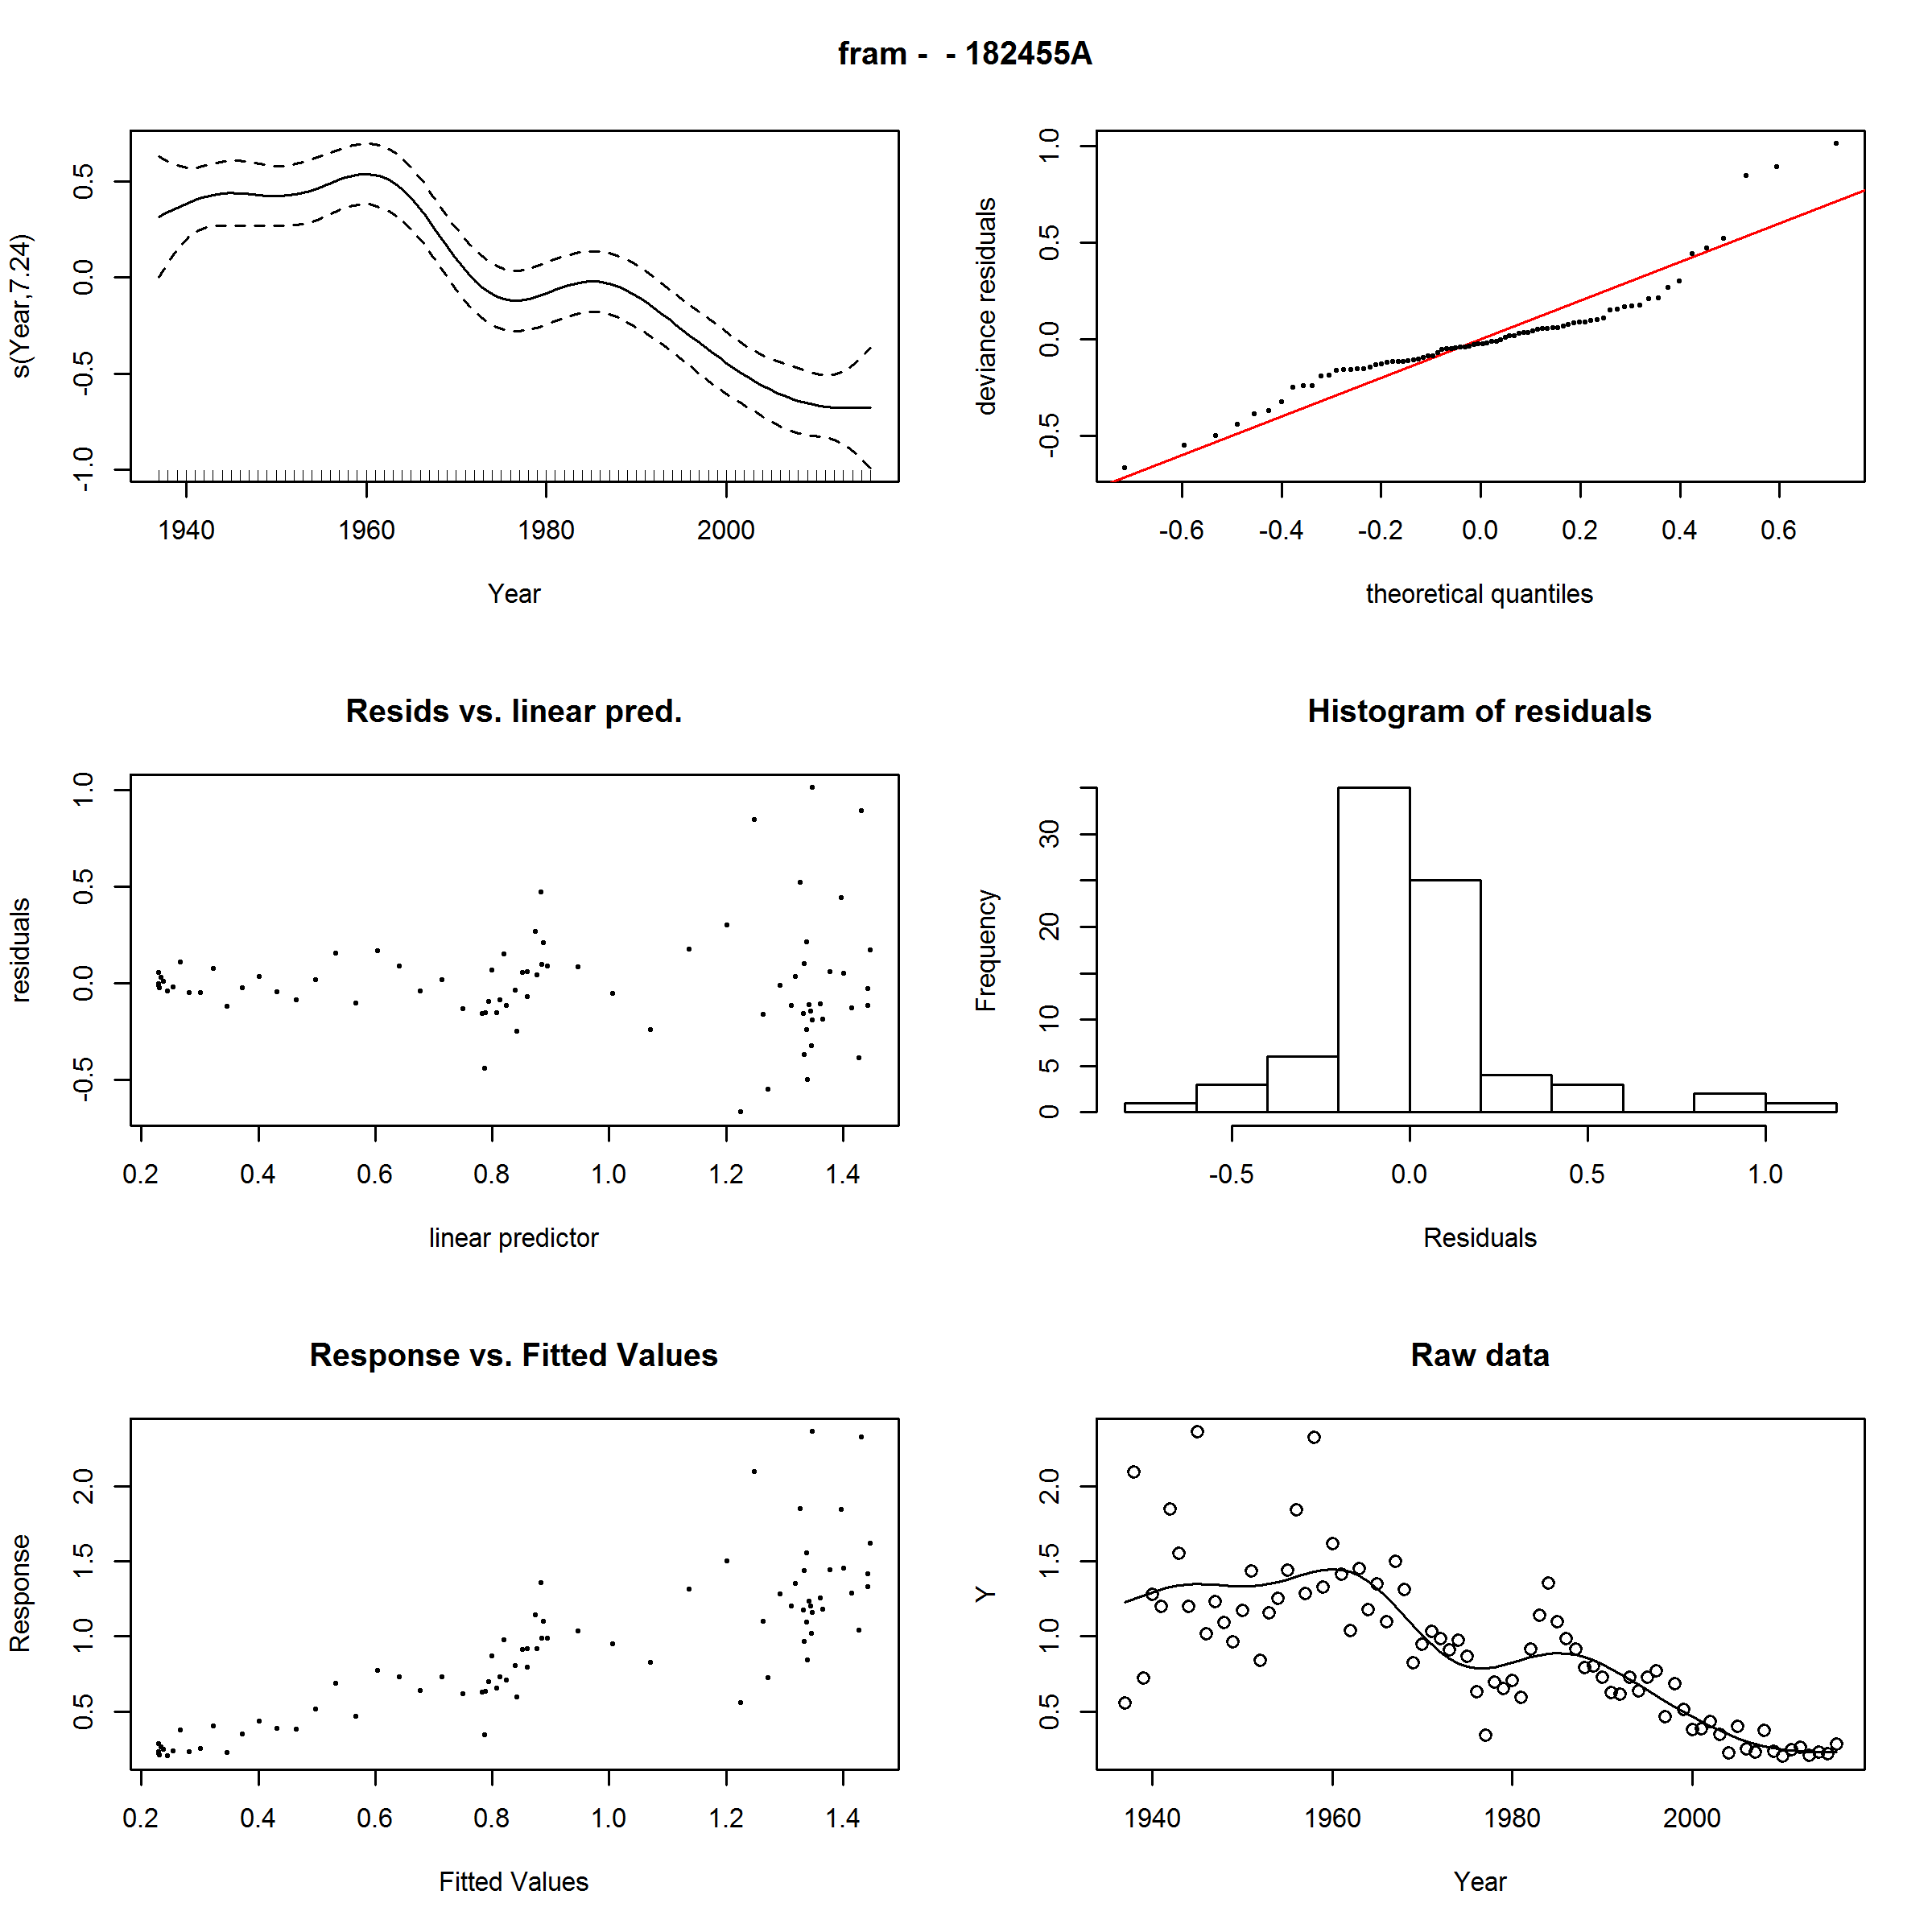 fram -  - 182455A
s(Year,7.24)
-1.0 -0.5 0.0 0.5
1940 1960 1980 2000
Year
deviance residuals
-0.5 0.0 0.5 1.0
-0.6 -0.4 -0.2 0.0 0.2 0.4 0.6
theoretical quantiles
Resids vs. linear pred.
residuals
-0.5 0.0 0.5 1.0
0.2 0.4 0.6 0.8 1.0 1.2 1.4
linear predictor
Histogram of residuals
Frequency
0 5 10 20 30
-0.5 0.0 0.5 1.0
Residuals
Response vs. Fitted Values
Response
0.5 1.0 1.5 2.0
0.2 0.4 0.6 0.8 1.0 1.2 1.4
Fitted Values
Raw data
Y
0.5 1.0 1.5 2.0
1940 1960 1980 2000
Year